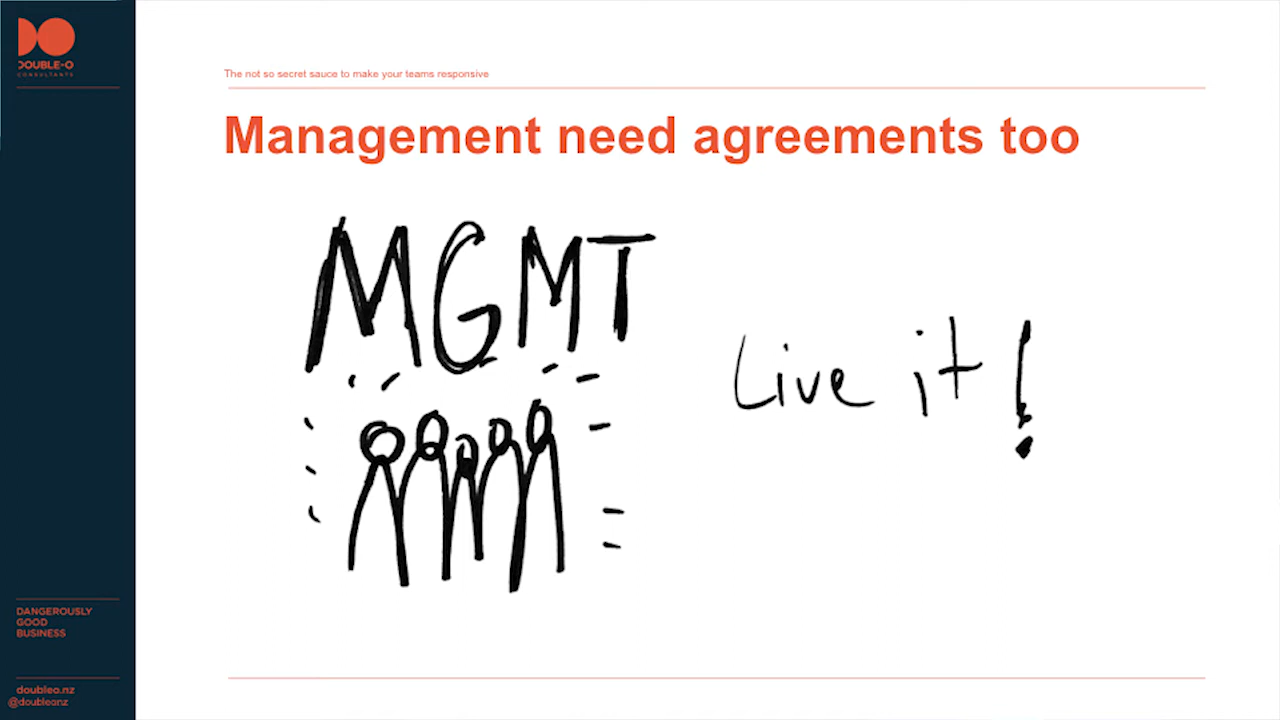 DOUBLE-O
CONSULTANTS
The not so secret sauce to make your teams responsive
Management need agreements too
MGMT
Live it!
DANGEROUSLY
GOOD
BUSINESS
doubleo.nz
@doubleonz